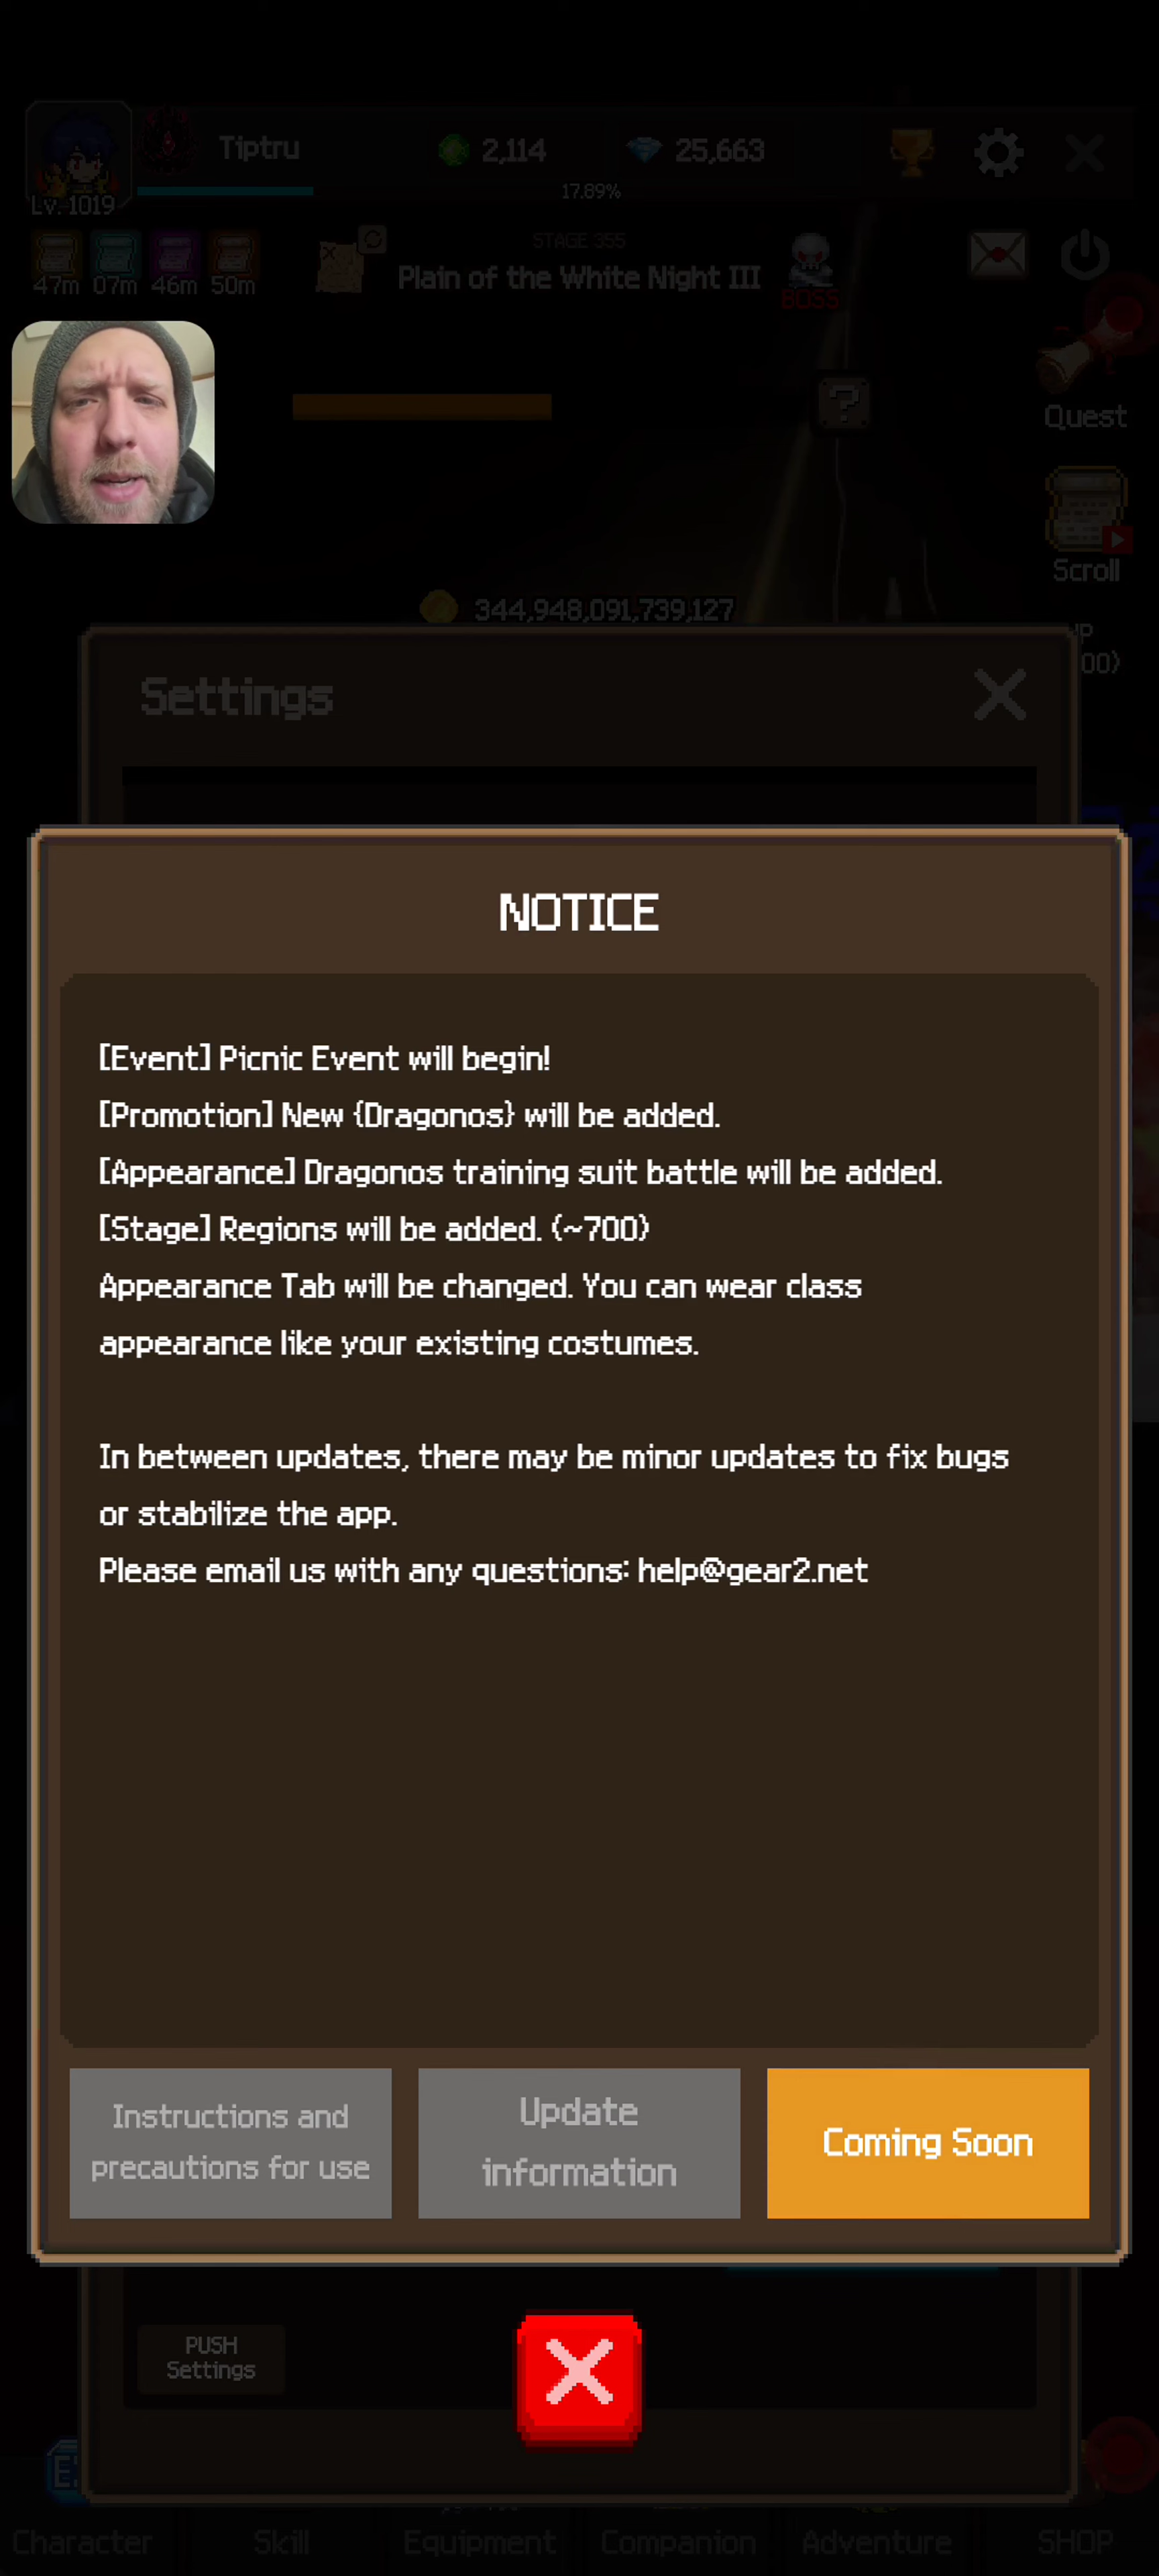 Tiptru
2,114
25,663
17.89%
Lv. 1019
47m 07m 46m 50m
STAGE 355
Plain of the White Night III
BOSS
?
Quest
Scroll
344,948,091,739,127
00)
Settings
NOTICE
[Event] Picnic Event will begin!
[Promotion] New {Dragonos} will be added.
[Appearance] Dragonos training suit battle will be added.
[Stage] Regions will be added. (~700)
Appearance Tab will be changed. You can wear class
appearance like your existing costumes.
In between updates, there may be minor updates to fix bugs
or stabilize the app.
Please email us with any questions: help@gear2.net
Instructions and
precautions for use
Update
information
Coming Soon
PUSH
Settings
Character Skill Equipment Companion Adventure SHOP